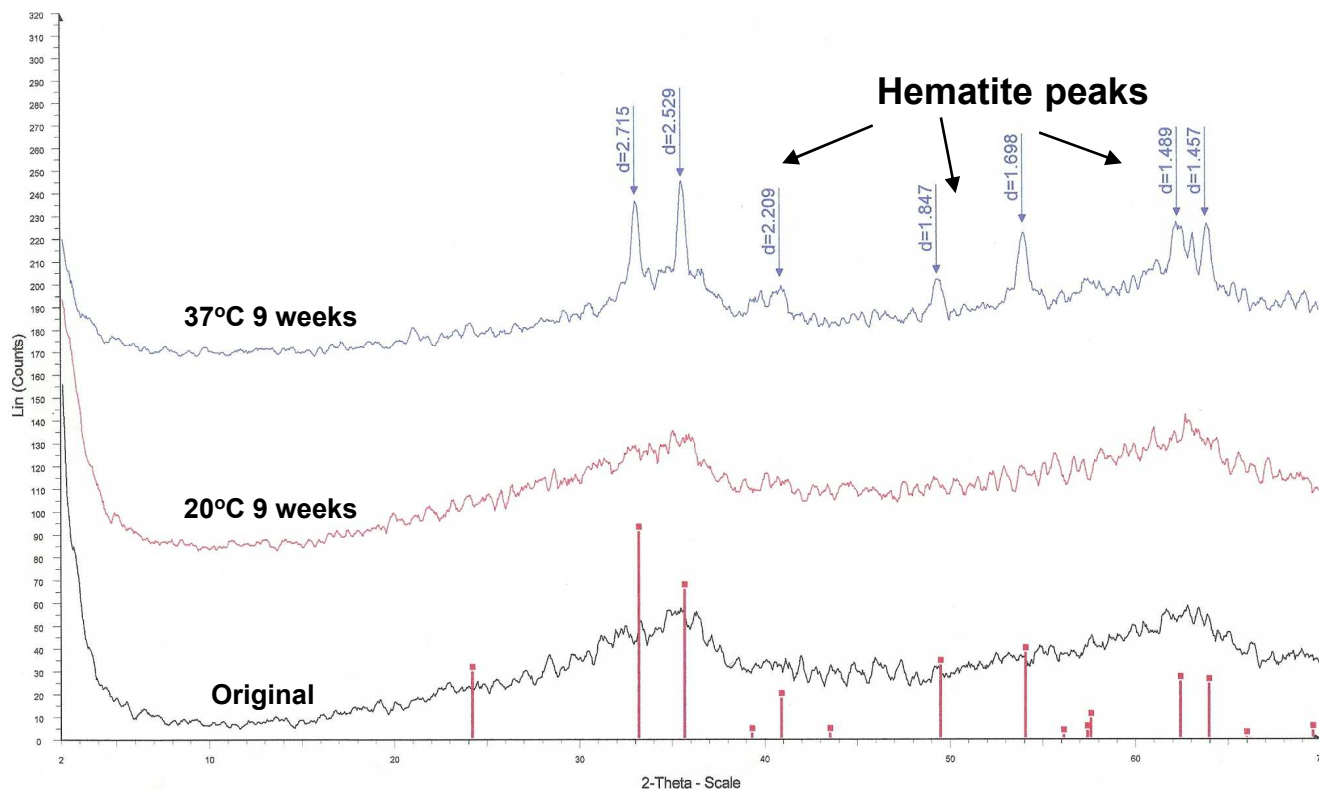 Hematite peaks
d=2.715
d=2.529
d=2.209
d=1.847
d=1.698
d=1.489
d=1.457
37ºC 9 weeks
20ºC 9 weeks
Original
Lin (Counts)
320
310
300
290
280
270
260
250
240
230
220
210
200
190
180
170
160
150
140
130
120
110
100
90
80
70
60
50
40
30
20
10
0
2 10 20 30 40 50 60 7
2-Theta - Scale